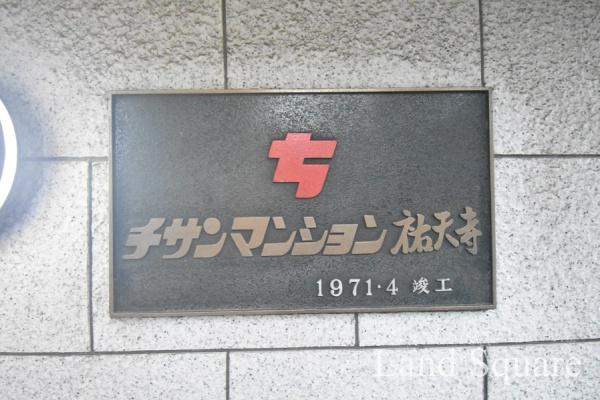 ち
チサンマンション祐天寺
1971・4 竣工
Land Square